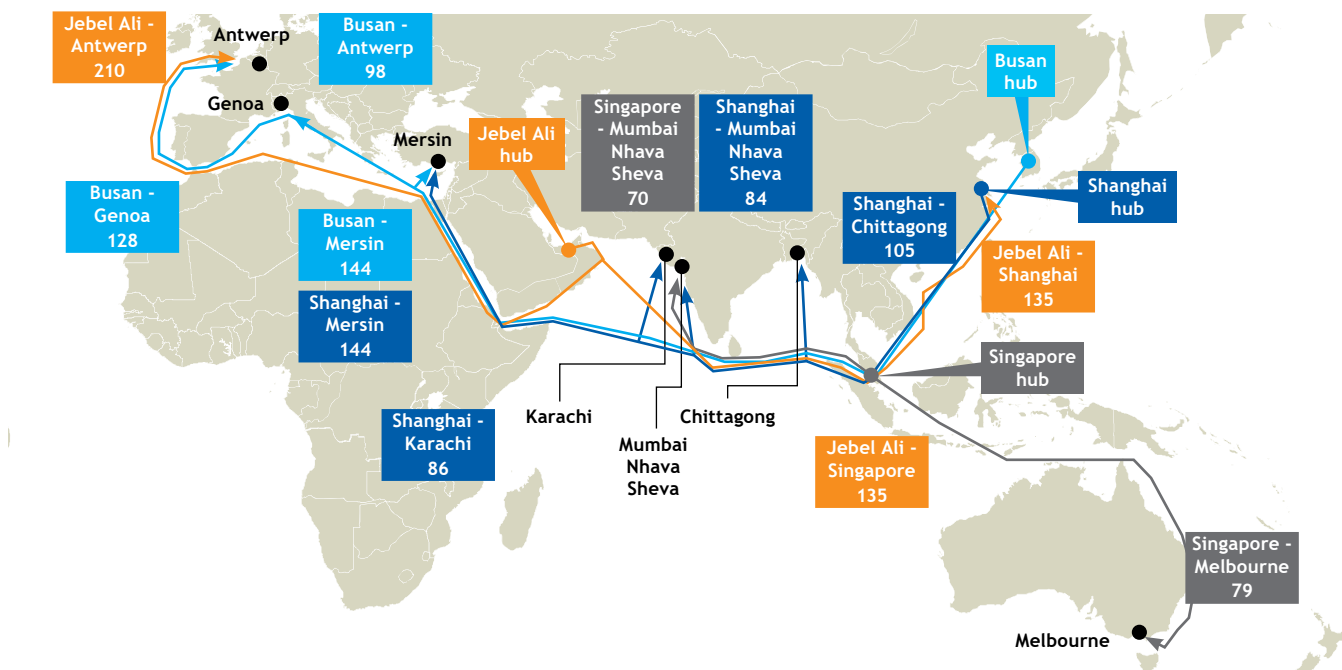 Jebel Ali -
Antwerp
210
Antwerp
Busan -
Antwerp
98
Genoa
Mersin
Jebel Ali
hub
Singapore
- Mumbai
Nhava
Sheva
70
Shanghai
- Mumbai
Nhava
Sheva
84
Busan
hub
Shanghai
hub
Busan -
Genoa
128
Busan -
Mersin
144
Shanghai -
Mersin
144
Shanghai -
Chittagong
105
Jebel Ali -
Shanghai
135
Singapore
hub
Shanghai -
Karachi
86
Karachi
Mumbai
Nhava
Sheva
Chittagong
Jebel Ali -
Singapore
135
Singapore -
Melbourne
79
Melbourne